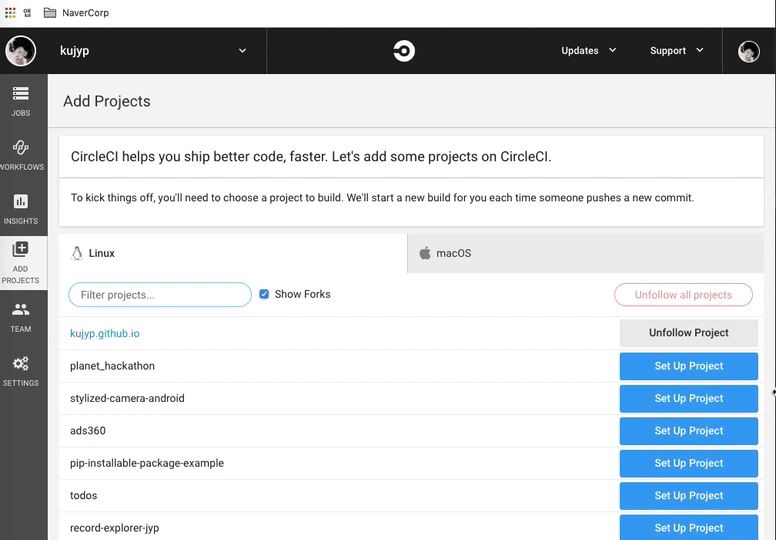 앱 NaverCorp
kujyp Updates Support
JOBS
WORKFLOWS
INSIGHTS
ADD
PROJECTS
TEAM
SETTINGS
Add Projects
CircleCI helps you ship better code, faster. Let's add some projects on CircleCI.
To kick things off, you'll need to choose a project to build. We'll start a new build for you each time someone pushes a new commit.
Linux macOS
Filter projects... Show Forks Unfollow all projects
kujyp.github.io Unfollow Project
planet_hackathon Set Up Project
stylized-camera-android Set Up Project
ads360 Set Up Project
pip-installable-package-example Set Up Project
todos Set Up Project
record-explorer-jyp Set Up Project